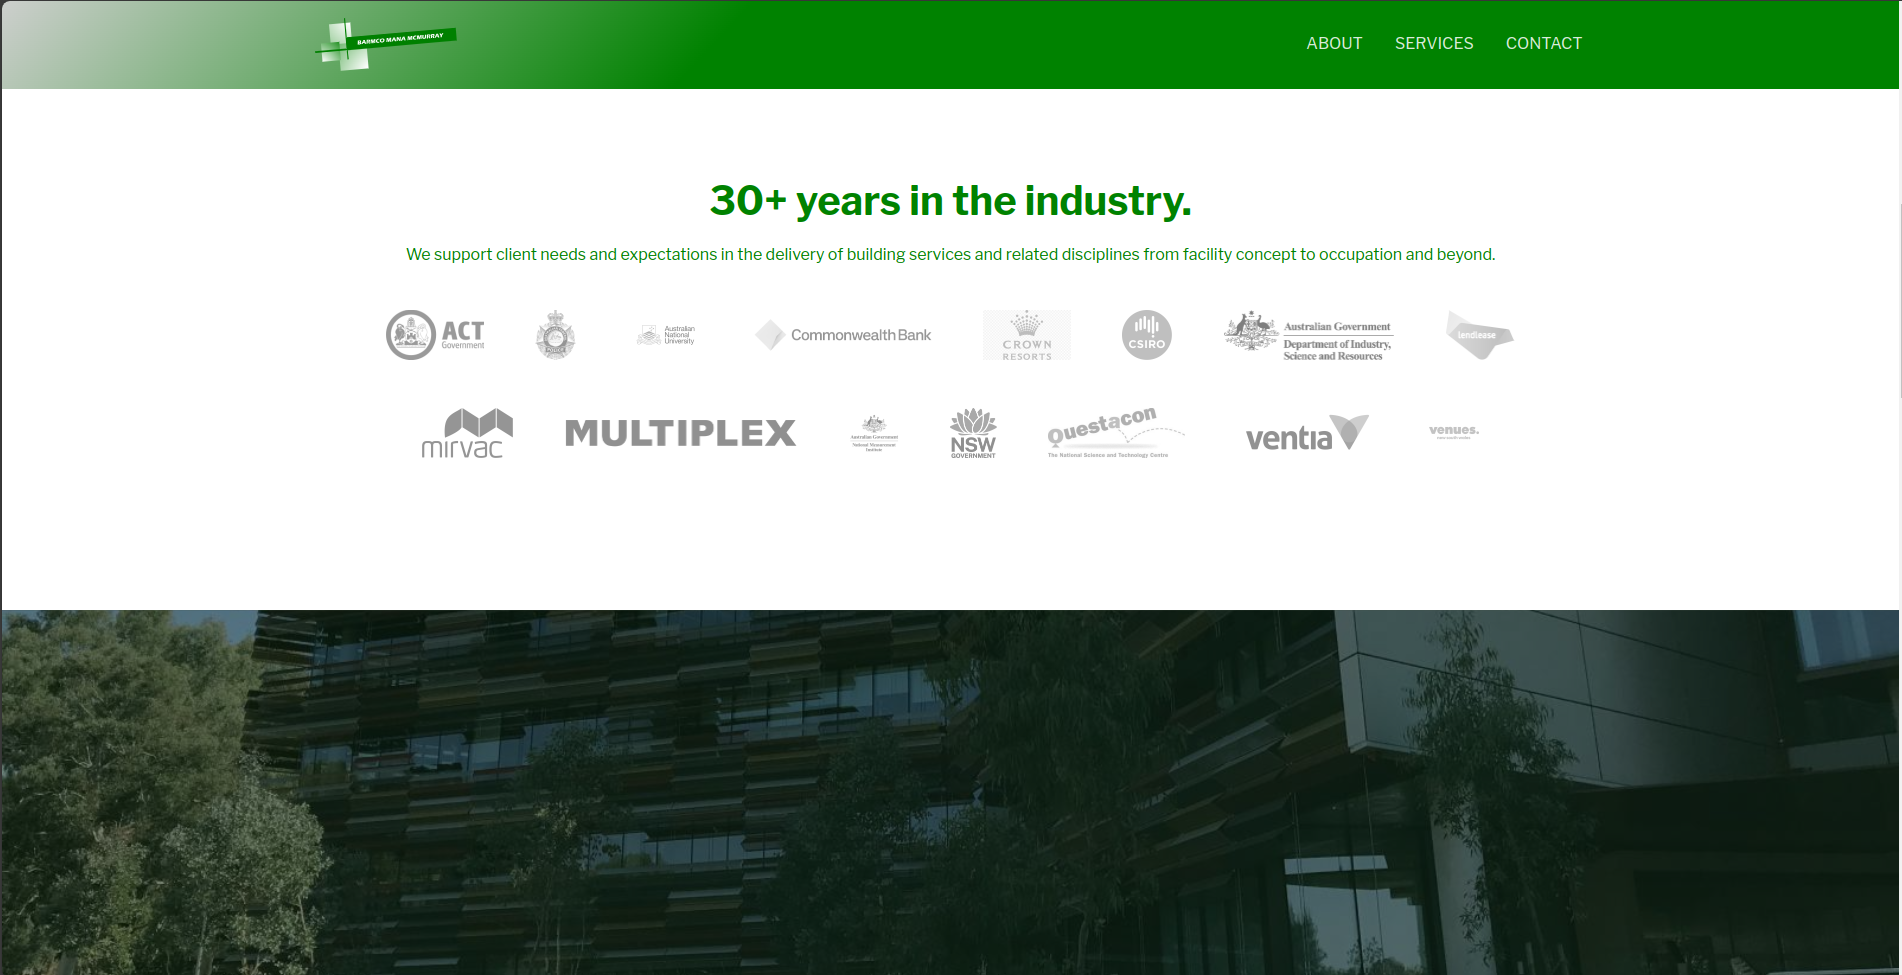 BARMCO MANA MCMURRAY
ABOUT
SERVICES
CONTACT
30+ years in the industry.
We support client needs and expectations in the delivery of building services and related disciplines from facility concept to occupation and beyond.
ACT
Government
POLICE
Australian
National
University
CommonwealthBank
CROWN
RESORTS
CSIRO
Australian Government
Department of Industry,
Science and Resources
lendlease
mirvac
MULTIPLEX
Australian Government
National Measurement
Institute
NSW
GOVERNMENT
Questacon
The National Science and Technology Centre
ventia
venues.